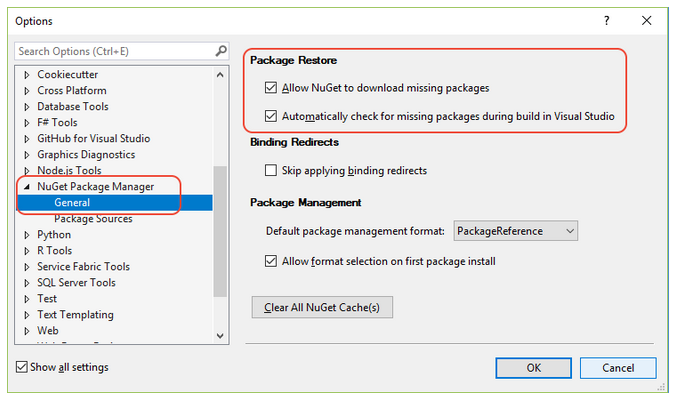 Options
?
Search Options (Ctrl+E)
Cookiecutter
Cross Platform
Database Tools
F# Tools
GitHub for Visual Studio
Graphics Diagnostics
Node.js Tools
NuGet Package Manager
General
Package Sources
Python
R Tools
Service Fabric Tools
SQL Server Tools
Test
Text Templating
Web
Show all settings
Package Restore
Allow NuGet to download missing packages
Automatically check for missing packages during build in Visual Studio
Binding Redirects
Skip applying binding redirects
Package Management
Default package management format: PackageReference
Allow format selection on first package install
Clear All NuGet Cache(s)
OK Cancel